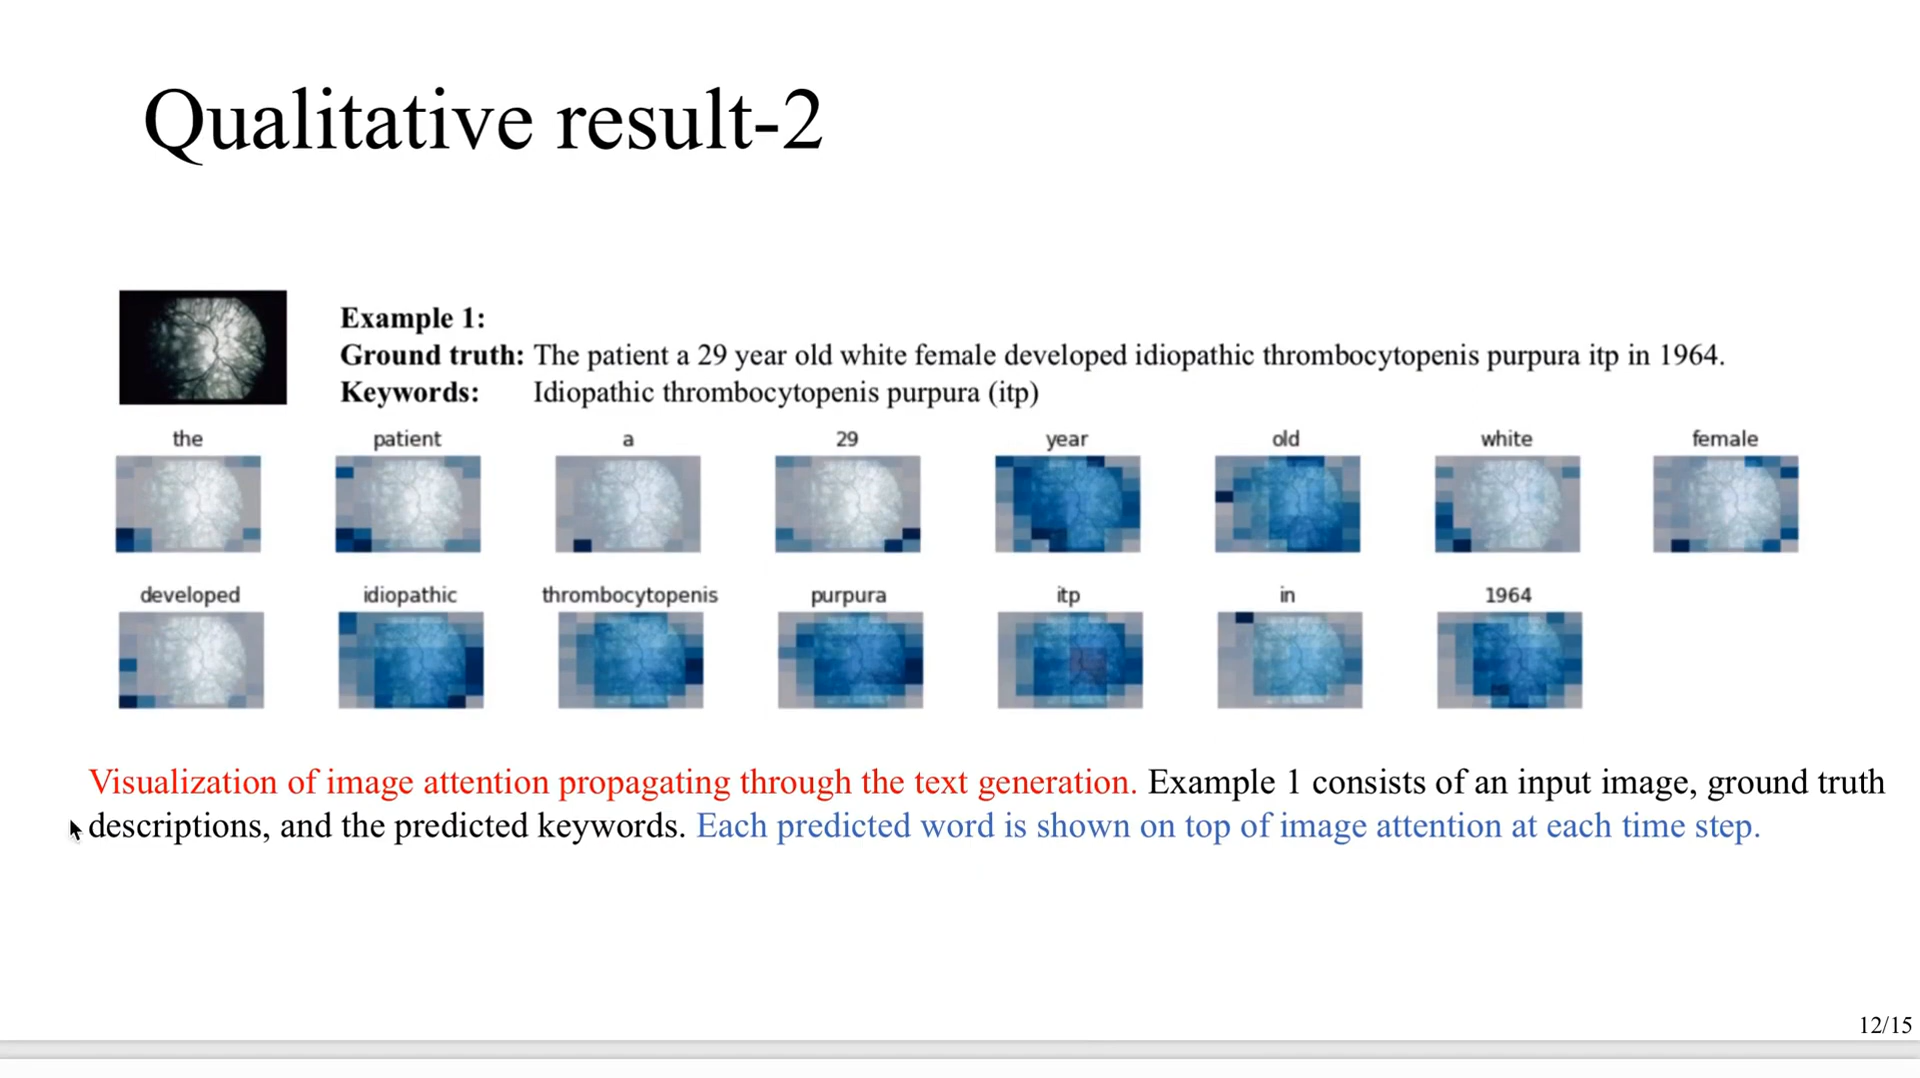 Qualitative result-2
Example 1:
Ground truth: The patient a 29 year old white female developed idiopathic thrombocytopenis purpura itp in 1964.
Keywords: Idiopathic thrombocytopenis purpura (itp)
the patient a 29 year old white female
developed idiopathic thrombocytopenis purpura itp in 1964
Visualization of image attention propagating through the text generation. Example 1 consists of an input image, ground truth
descriptions, and the predicted keywords. Each predicted word is shown on top of image attention at each time step.
12/15